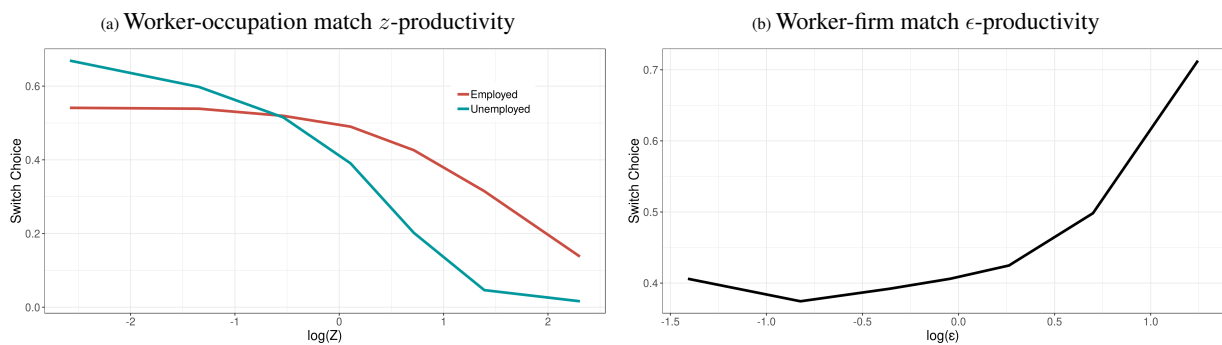 (a) Worker-occupation match z-productivity
Switch Choice
0.6
0.4
0.2
0.0
Employed
Unemployed
-2
-1
0
1
2
log(Z)
(b) Worker-firm match ϵ-productivity
Switch Choice
0.7
0.6
0.5
0.4
-1.5
-1.0
-0.5
0.0
0.5
1.0
log(ε)